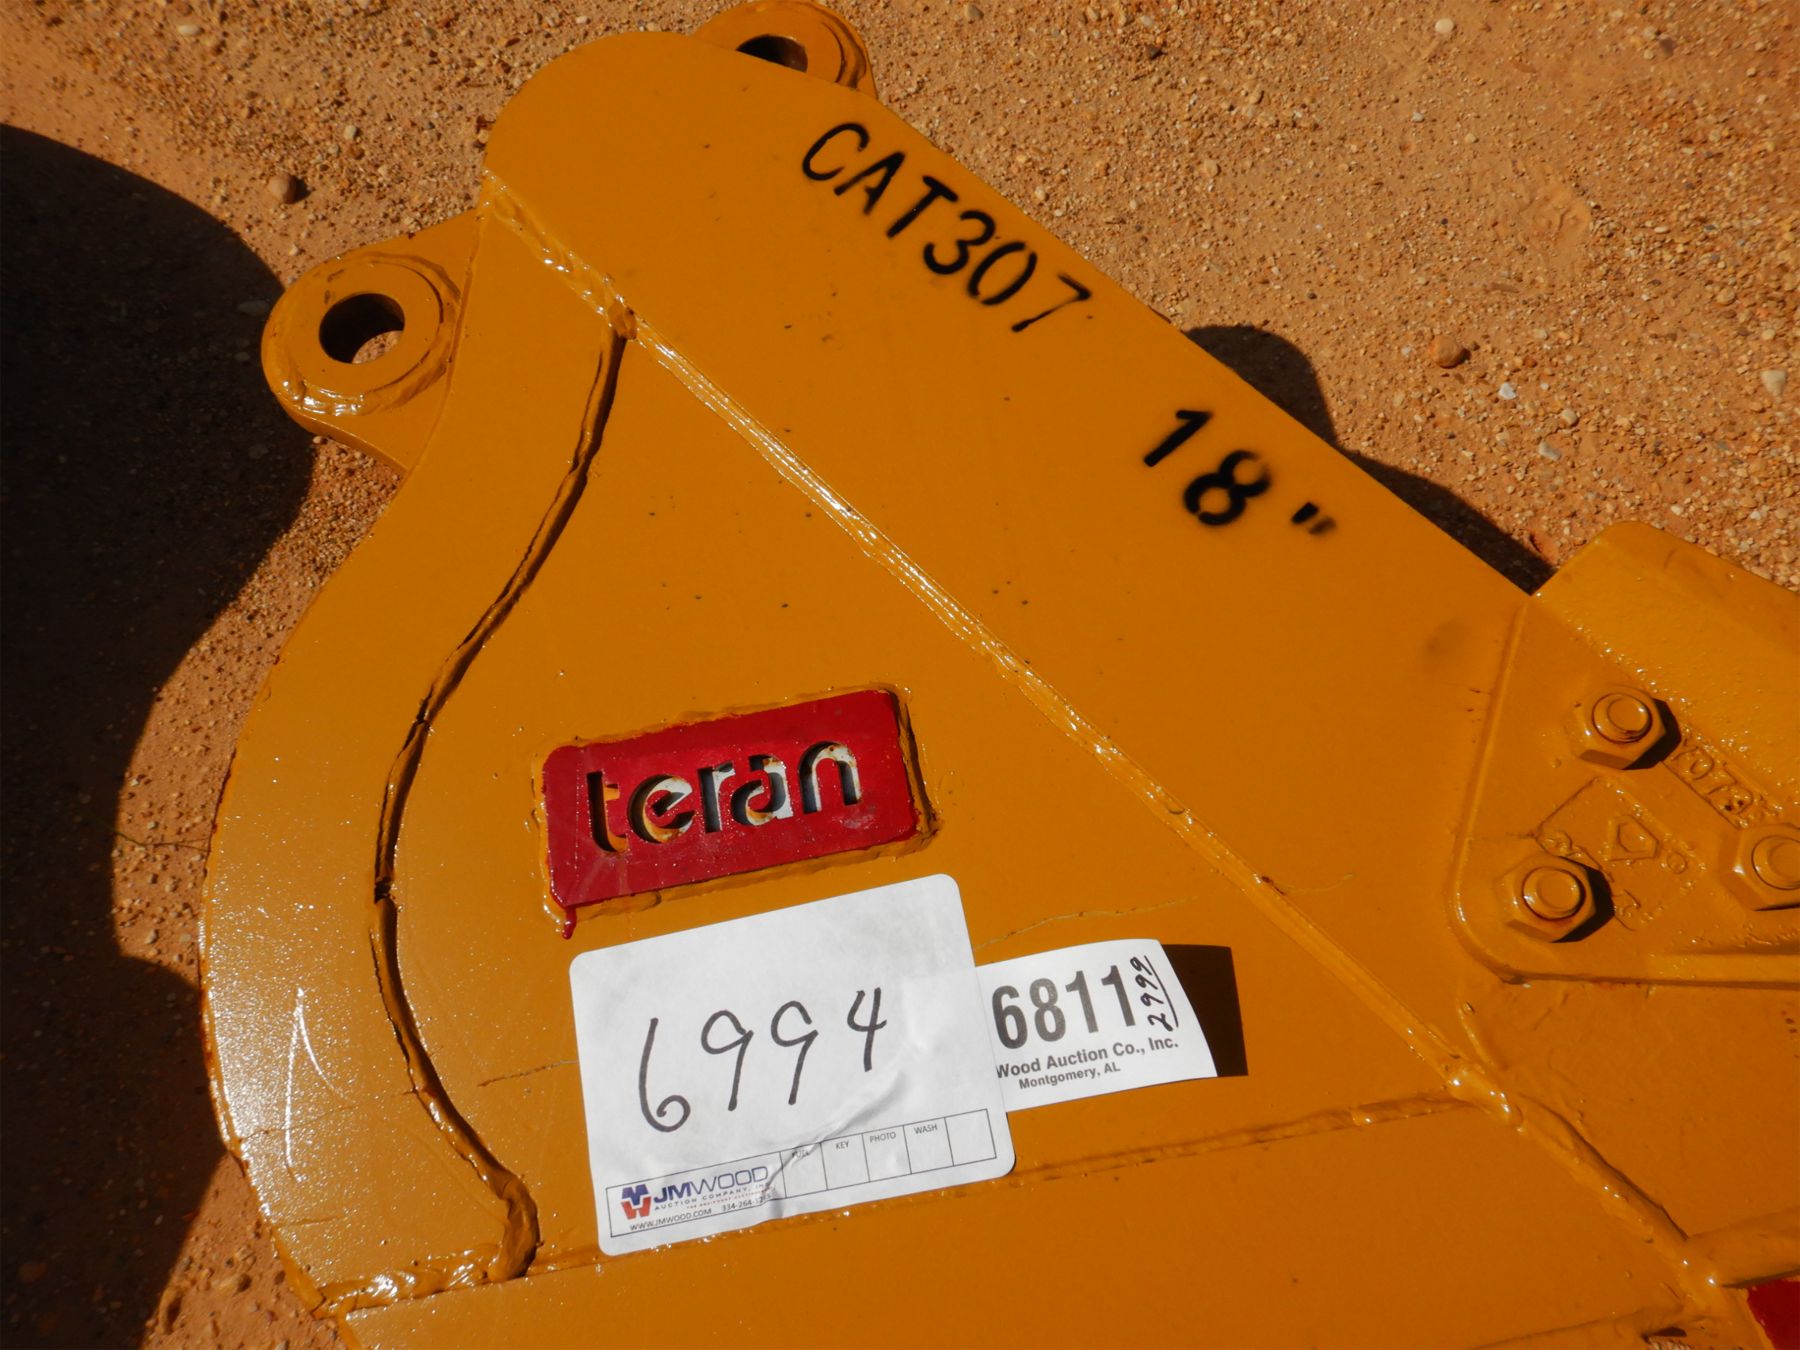 CAT307
18"
teran
6994
6811
2999
Wood Auction Co., Inc.
Montgomery, AL
KEY
PHOTO
WASH
JMWOOD
AUCTION COMPANY,
WWW.JMWOOD.COM